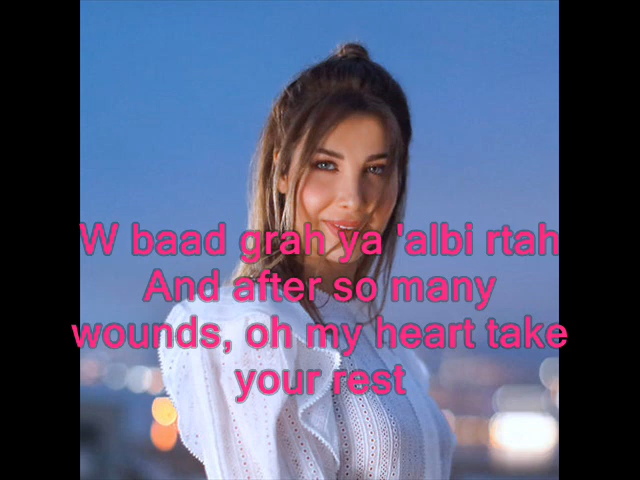 W baad grah ya 'albi rtah
And after so many
wounds, oh my heart take
your rest